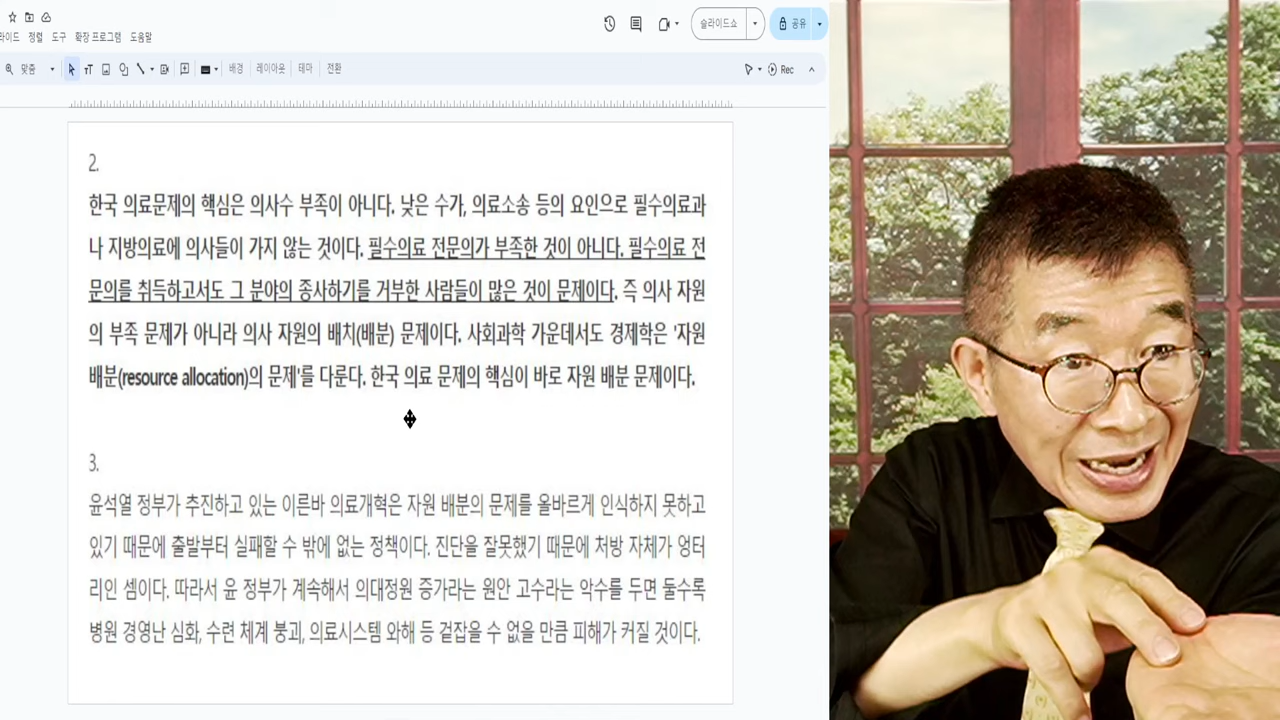 라이드 정렬 도구 확장 프로그램 도움말
슬라이드쇼
공유
맞춤
배경 레이아웃 테마 전환
Rec
2.
한국 의료문제의 핵심은 의사수 부족이 아니다. 낮은 수가, 의료소송 등의 요인으로 필수의료과
나 지방의료에 의사들이 가지 않는 것이다. 필수의료 전문의가 부족한 것이 아니다. 필수의료 전
문의를 취득하고서도 그 분야의 종사하기를 거부한 사람들이 많은 것이 문제이다. 즉 의사 자원
의 부족 문제가 아니라 의사 자원의 배치(배분) 문제이다. 사회과학 가운데서도 경제학은 '자원
배분(resource allocation)의 문제'를 다룬다. 한국 의료 문제의 핵심이 바로 자원 배분 문제이다.
3.
윤석열 정부가 추진하고 있는 이른바 의료개혁은 자원 배분의 문제를 올바르게 인식하지 못하고
있기 때문에 출발부터 실패할 수 밖에 없는 정책이다. 진단을 잘못했기 때문에 처방 자체가 엉터
리인 셈이다. 따라서 윤 정부가 계속해서 의대정원 증가라는 원안 고수라는 악수를 두면 둘수록
병원 경영난 심화, 수련 체계 붕괴, 의료시스템 와해 등 겉잡을 수 없을 만큼 피해가 커질 것이다.